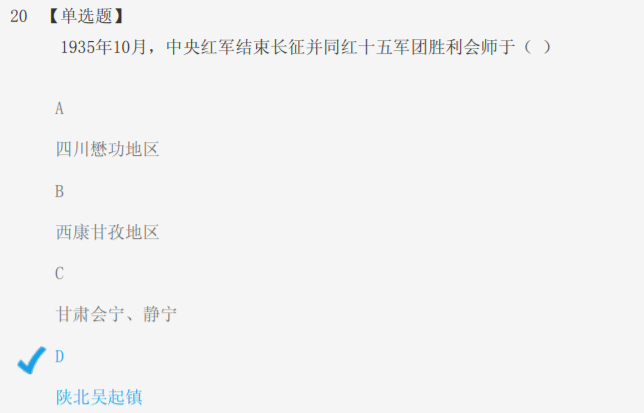 20 【单选题】
1935年10月，中央红军结束长征并同红十五军团胜利会师于（ ）
A
四川懋功地区
B
西康甘孜地区
C
甘肃会宁、静宁
D
陕北吴起镇